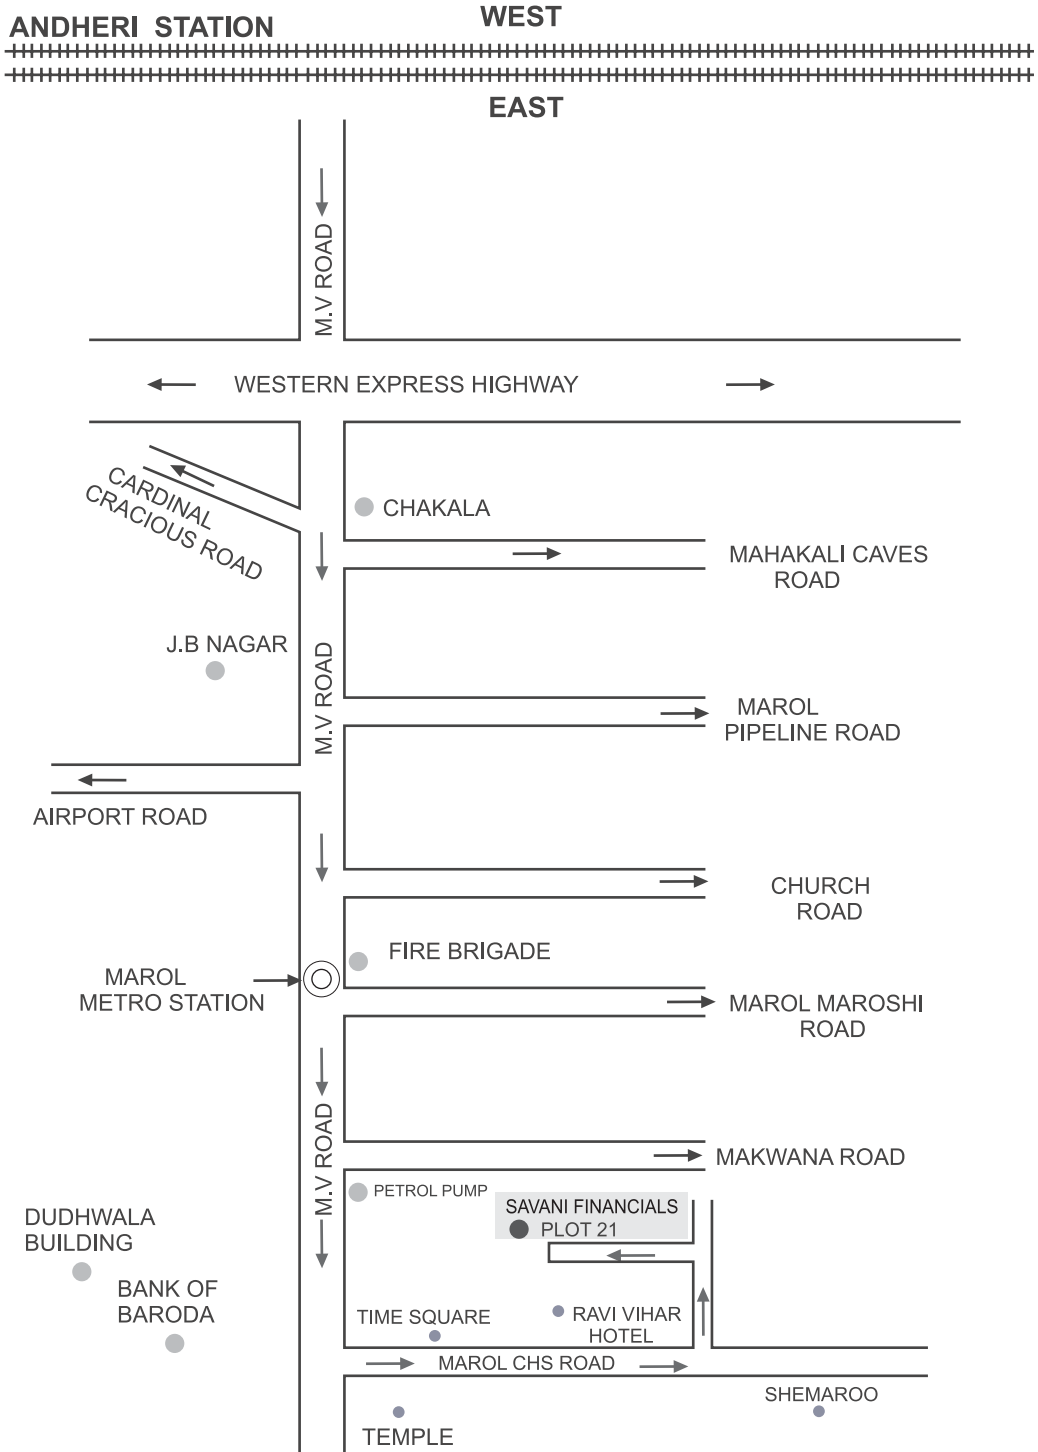 WEST
ANDHERI STATION
EAST
M.V ROAD
WESTERN EXPRESS HIGHWAY
CARDINAL
CRACIOUS ROAD
CHAKALA
MAHAKALI CAVES
ROAD
J.B NAGAR
M.V ROAD
MAROL
PIPELINE ROAD
AIRPORT ROAD
CHURCH
ROAD
FIRE BRIGADE
MAROL
METRO STATION
MAROL MAROSHI
ROAD
M.V ROAD
MAKWANA ROAD
PETROL PUMP
SAVANI FINANCIALS
PLOT 21
DUDHWALA
BUILDING
BANK OF
BARODA
TIME SQUARE
RAVI VIHAR
HOTEL
MAROL CHS ROAD
SHEMAROO
TEMPLE